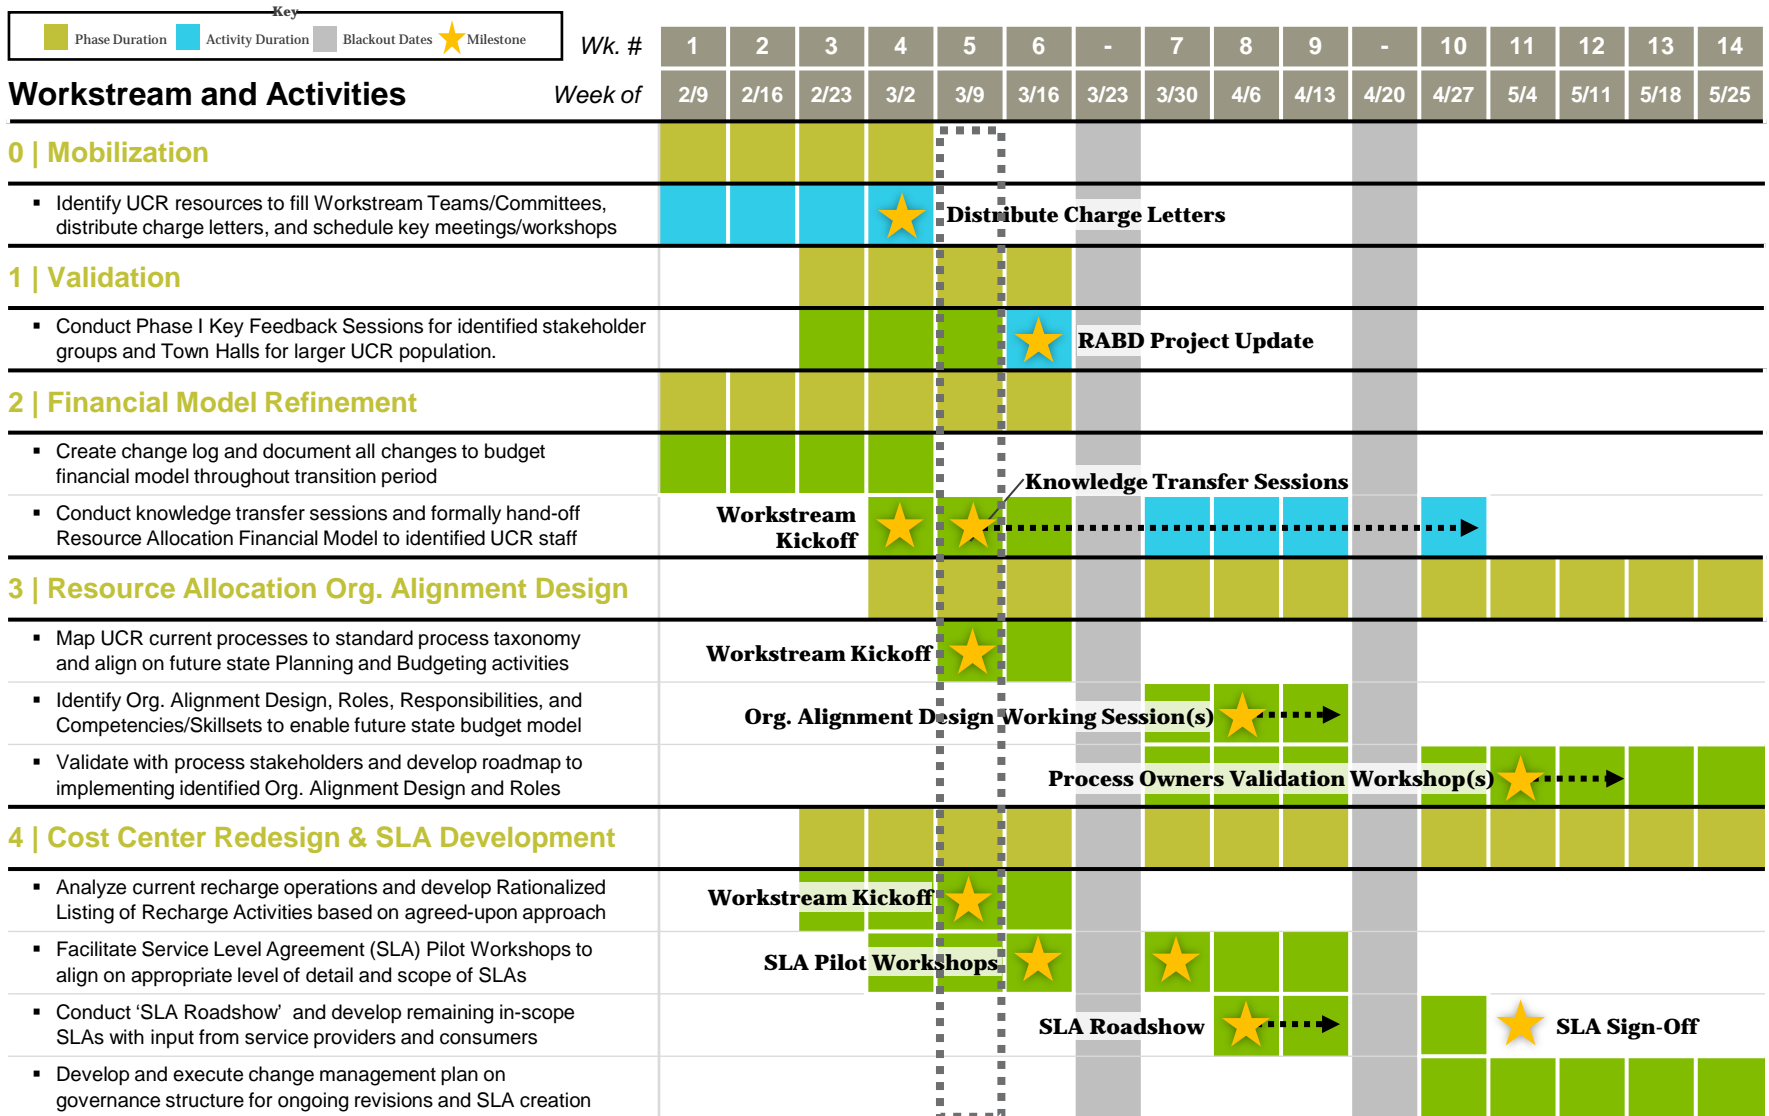 Key
Phase Duration Activity Duration Blackout Dates Milestone
Wk. # 1 2 3 4 5 6 - 7 8 9 - 10 11 12 13 14
Workstream and Activities Week of 2/9 2/16 2/23 3/2 3/9 3/16 3/23 3/30 4/6 4/13 4/20 4/27 5/4 5/11 5/18 5/25
0 | Mobilization
▪ Identify UCR resources to fill Workstream Teams/Committees,
distribute charge letters, and schedule key meetings/workshops
Distribute Charge Letters
1 | Validation
▪ Conduct Phase I Key Feedback Sessions for identified stakeholder
groups and Town Halls for larger UCR population.
RABD Project Update
2 | Financial Model Refinement
▪ Create change log and document all changes to budget
financial model throughout transition period
Knowledge Transfer Sessions
▪ Conduct knowledge transfer sessions and formally hand-off
Resource Allocation Financial Model to identified UCR staff
Workstream
Kickoff
3 | Resource Allocation Org. Alignment Design
▪ Map UCR current processes to standard process taxonomy
and align on future state Planning and Budgeting activities
Workstream Kickoff
▪ Identify Org. Alignment Design, Roles, Responsibilities, and
Competencies/Skillsets to enable future state budget model
Org. Alignment Design Working Session(s)
▪ Validate with process stakeholders and develop roadmap to
implementing identified Org. Alignment Design and Roles
Process Owners Validation Workshop(s)
4 | Cost Center Redesign & SLA Development
▪ Analyze current recharge operations and develop Rationalized
Listing of Recharge Activities based on agreed-upon approach
Workstream Kickoff
▪ Facilitate Service Level Agreement (SLA) Pilot Workshops to
align on appropriate level of detail and scope of SLAs
SLA Pilot Workshops
▪ Conduct ‘SLA Roadshow’ and develop remaining in-scope
SLAs with input from service providers and consumers
SLA Roadshow
SLA Sign-Off
▪ Develop and execute change management plan on
governance structure for ongoing revisions and SLA creation